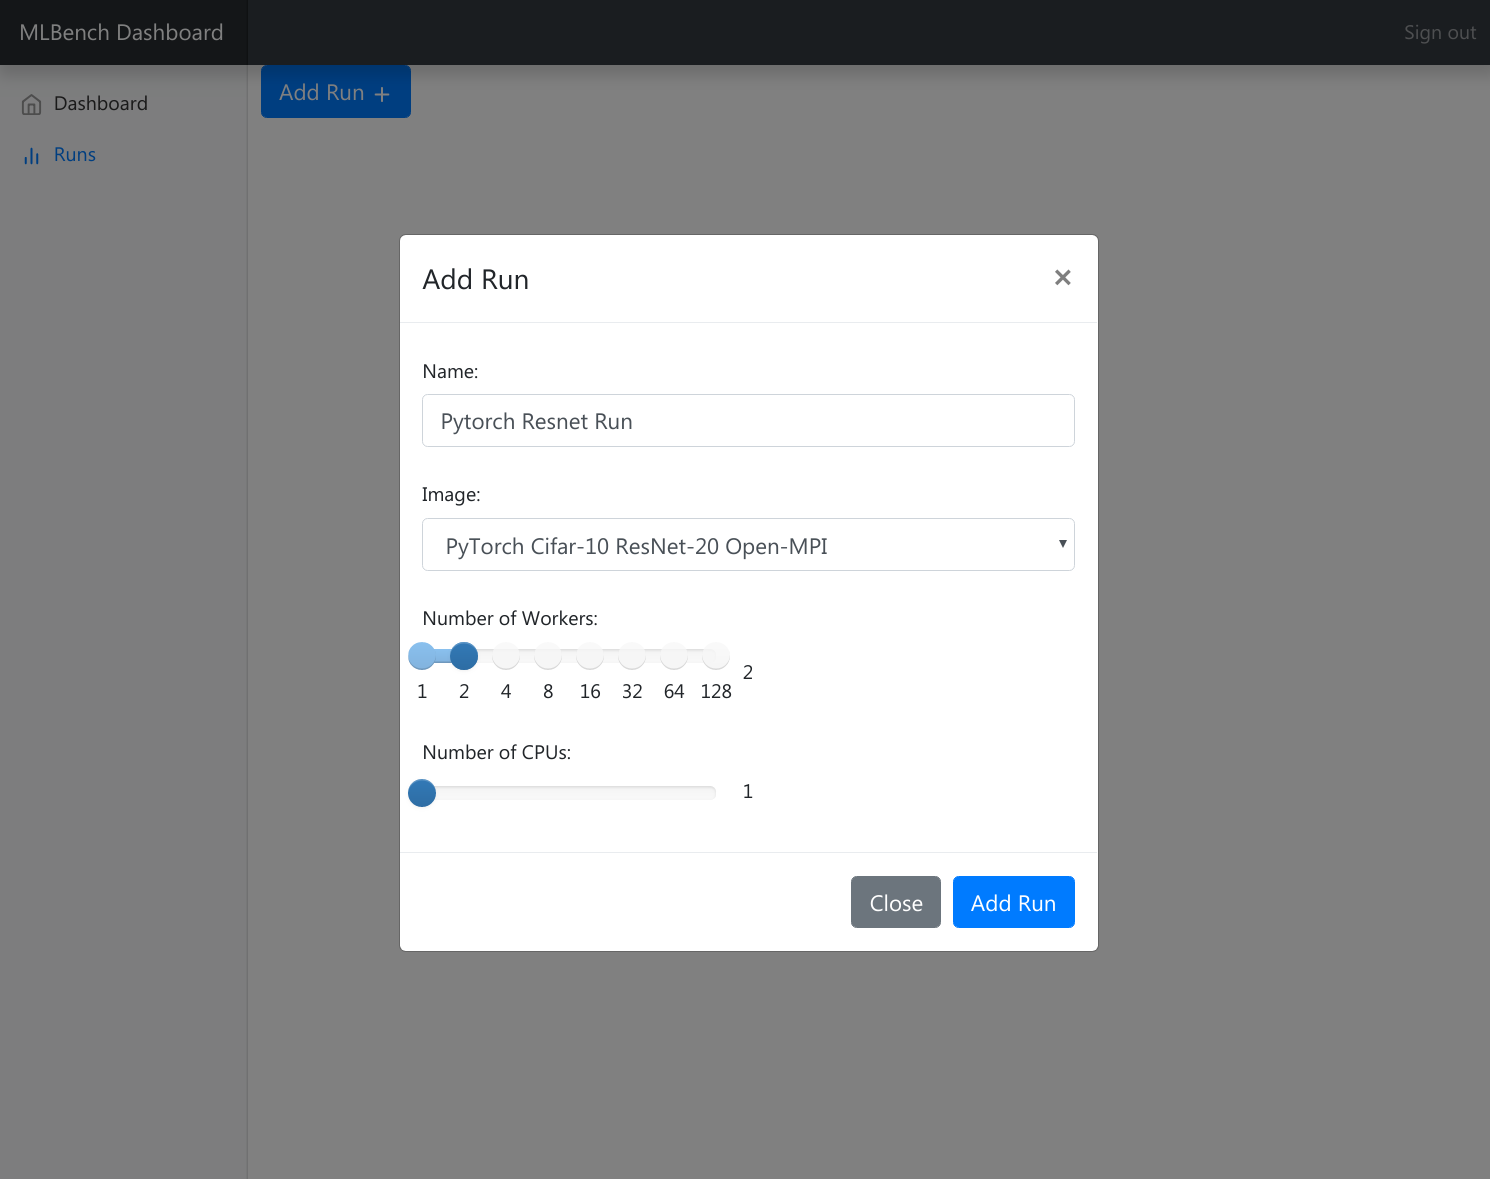 MLBench Dashboard
Sign out
Dashboard
Runs
Add Run +
Add Run
×
Name:
Pytorch Resnet Run
Image:
PyTorch Cifar-10 ResNet-20 Open-MPI
Number of Workers:
2
1 2 4 8 16 32 64 128
Number of CPUs:
1
Close Add Run